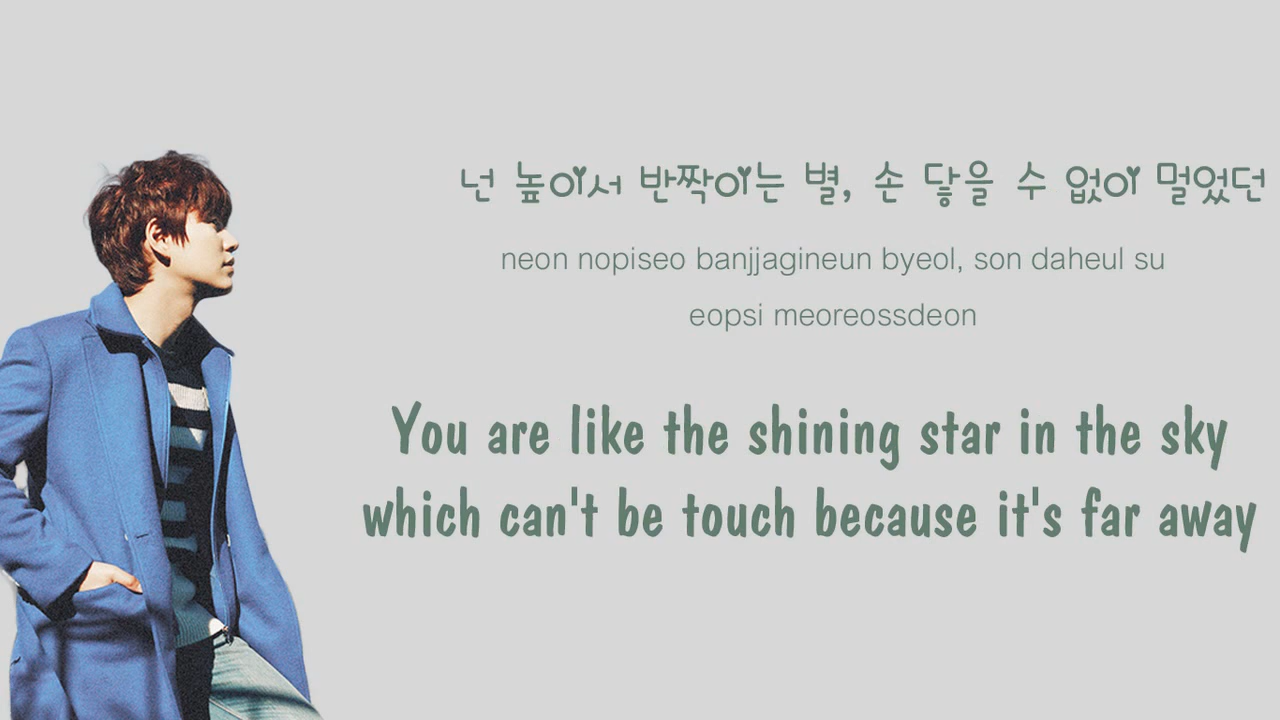 넌 높이서 반짝이는 별, 손 닿을 수 없이 멀었던
neon nopiseo banjjagineun byeol, son daheul su
eopsi meoreossdeon
You are like the shining star in the sky
which can't be touch because it's far away